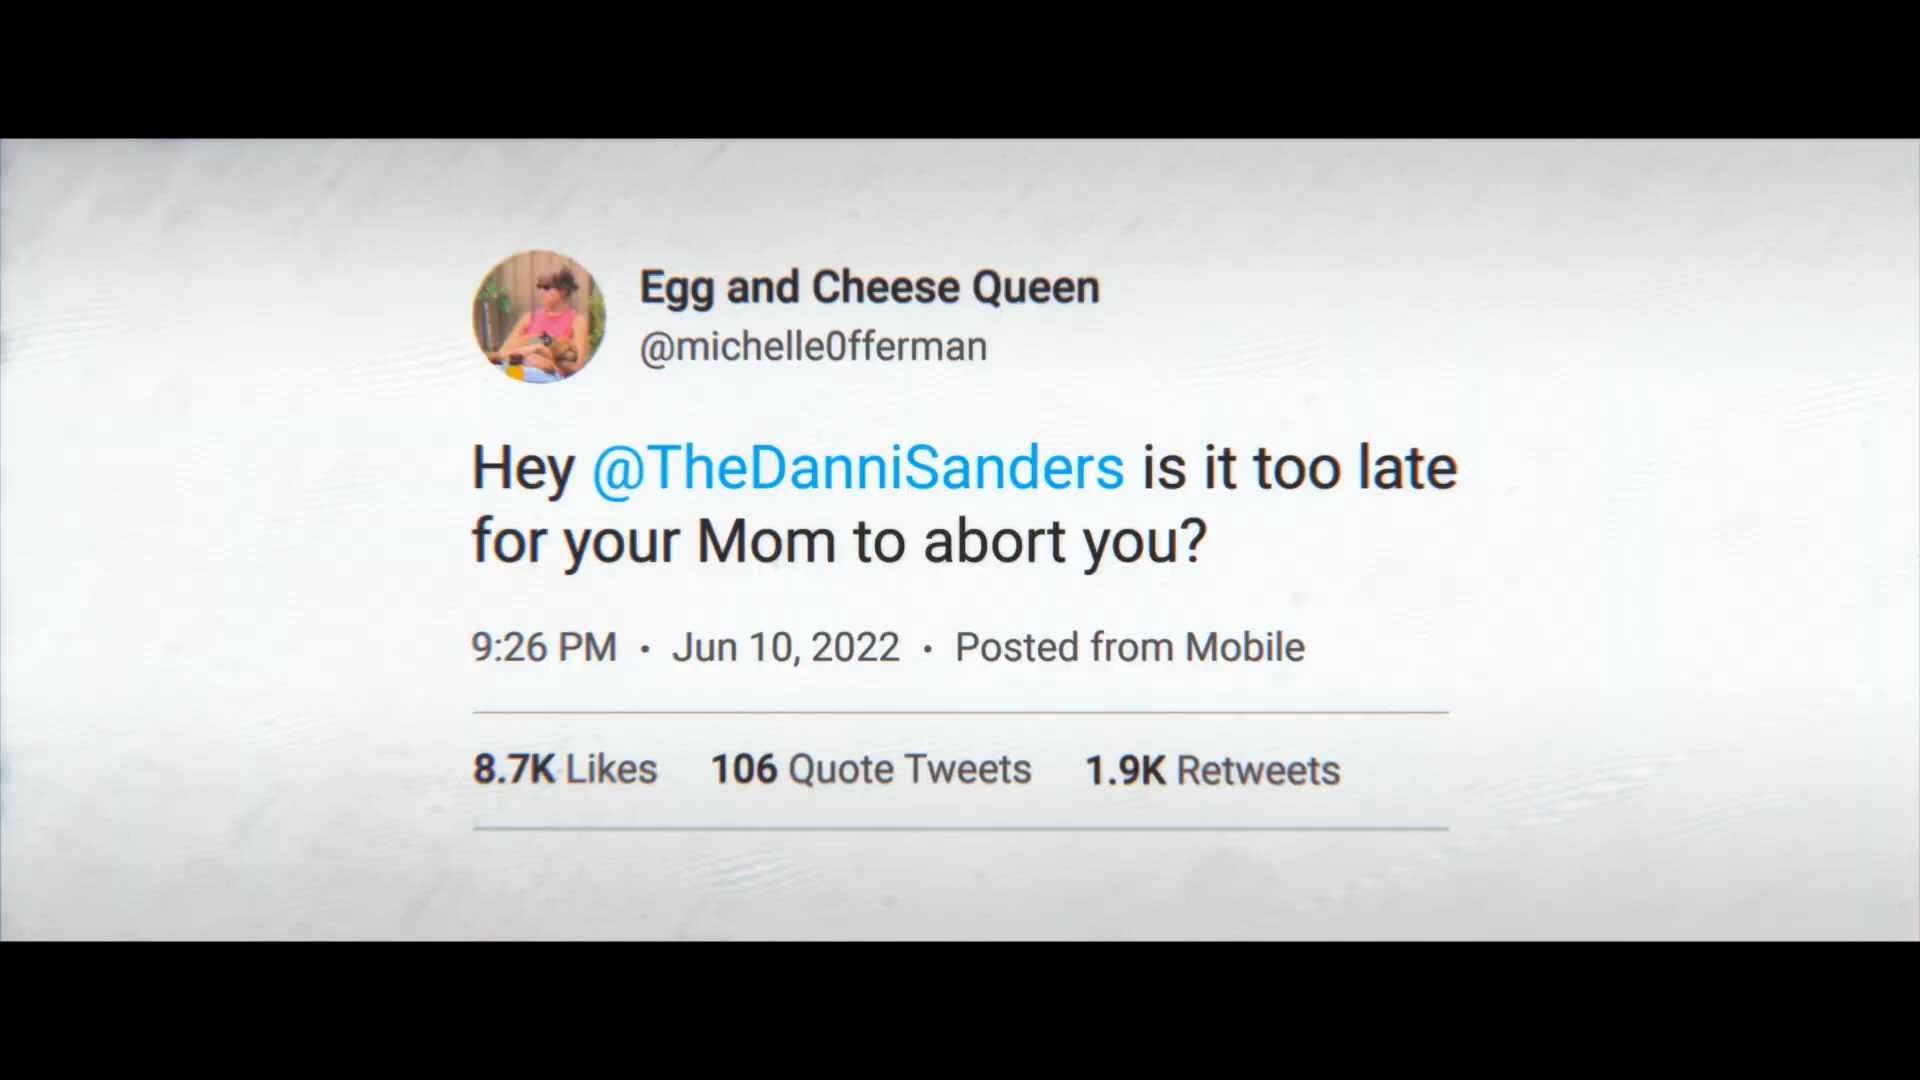 Egg and Cheese Queen
@michelle0fferman
Hey @TheDanniSanders is it too late
for your Mom to abort you?
9:26 PM · Jun 10, 2022 · Posted from Mobile
8.7K Likes 106 Quote Tweets 1.9K Retweets